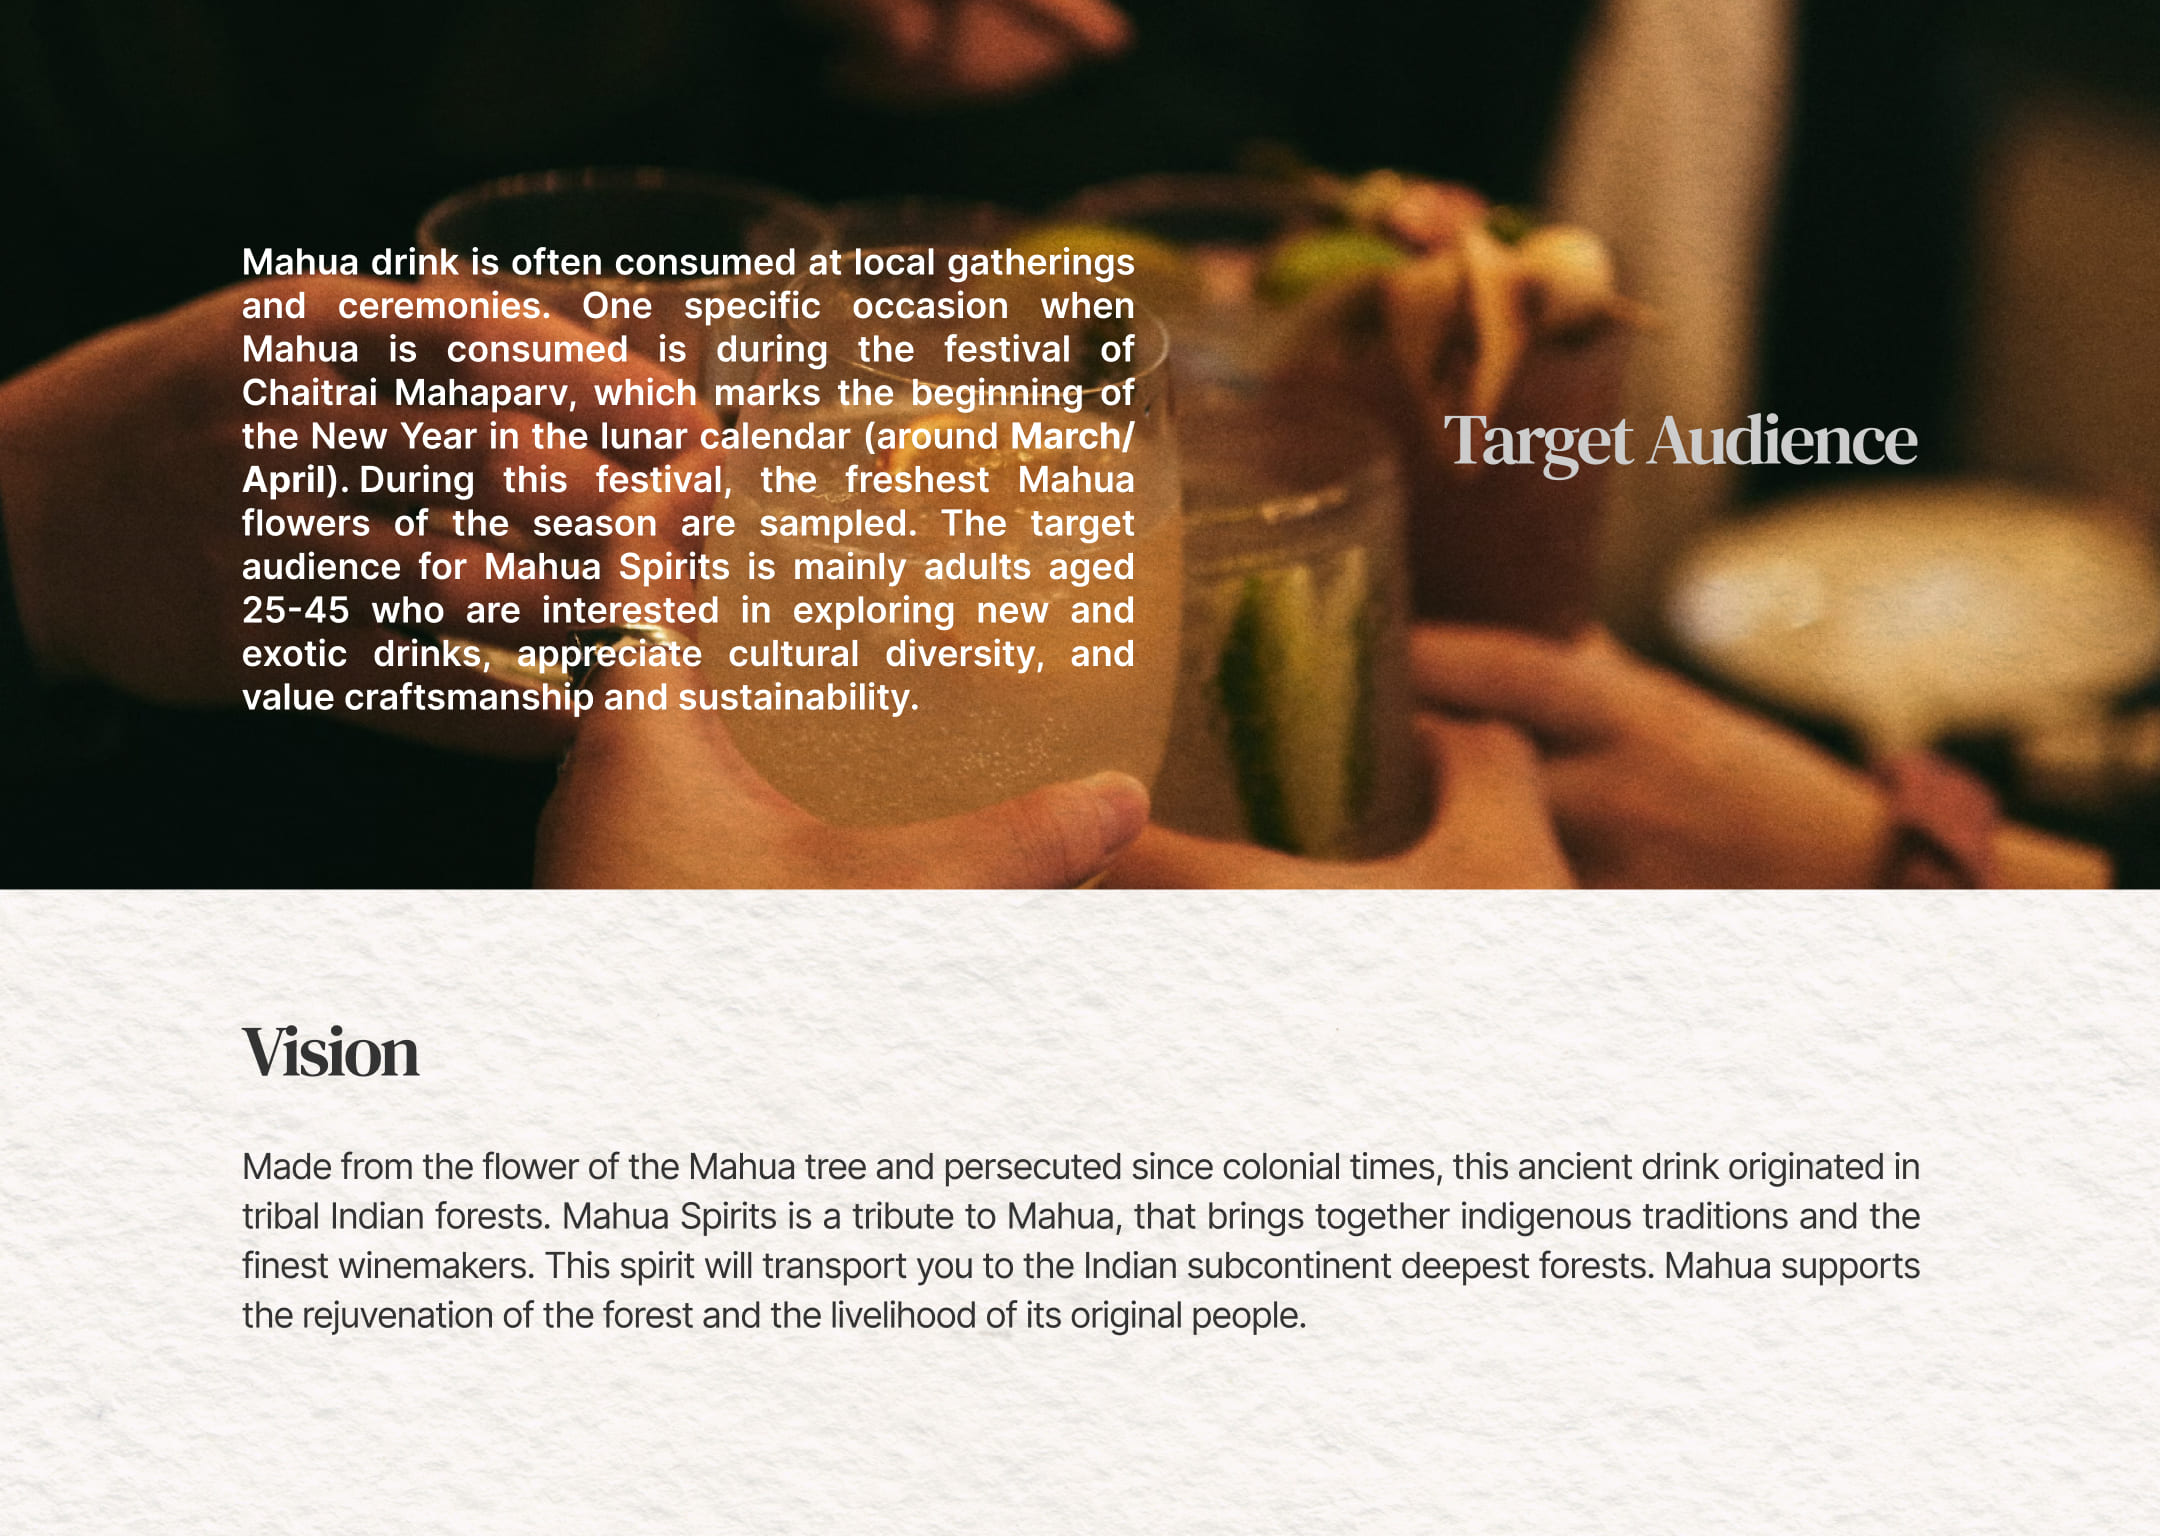 Mahua drink is often consumed at local gatherings
and ceremonies. One specific occasion when
Mahua is consumed is during the festival of
Chaitrai Mahaparv, which marks the beginning of
the New Year in the lunar calendar (around March/
April). During this festival, the freshest Mahua
flowers of the season are sampled. The target
audience for Mahua Spirits is mainly adults aged
25-45 who are interested in exploring new and
exotic drinks, appreciate cultural diversity, and
value craftsmanship and sustainability.
Target Audience
Vision
Made from the flower of the Mahua tree and persecuted since colonial times, this ancient drink originated in
tribal Indian forests. Mahua Spirits is a tribute to Mahua, that brings together indigenous traditions and the
finest winemakers. This spirit will transport you to the Indian subcontinent deepest forests. Mahua supports
the rejuvenation of the forest and the livelihood of its original people.